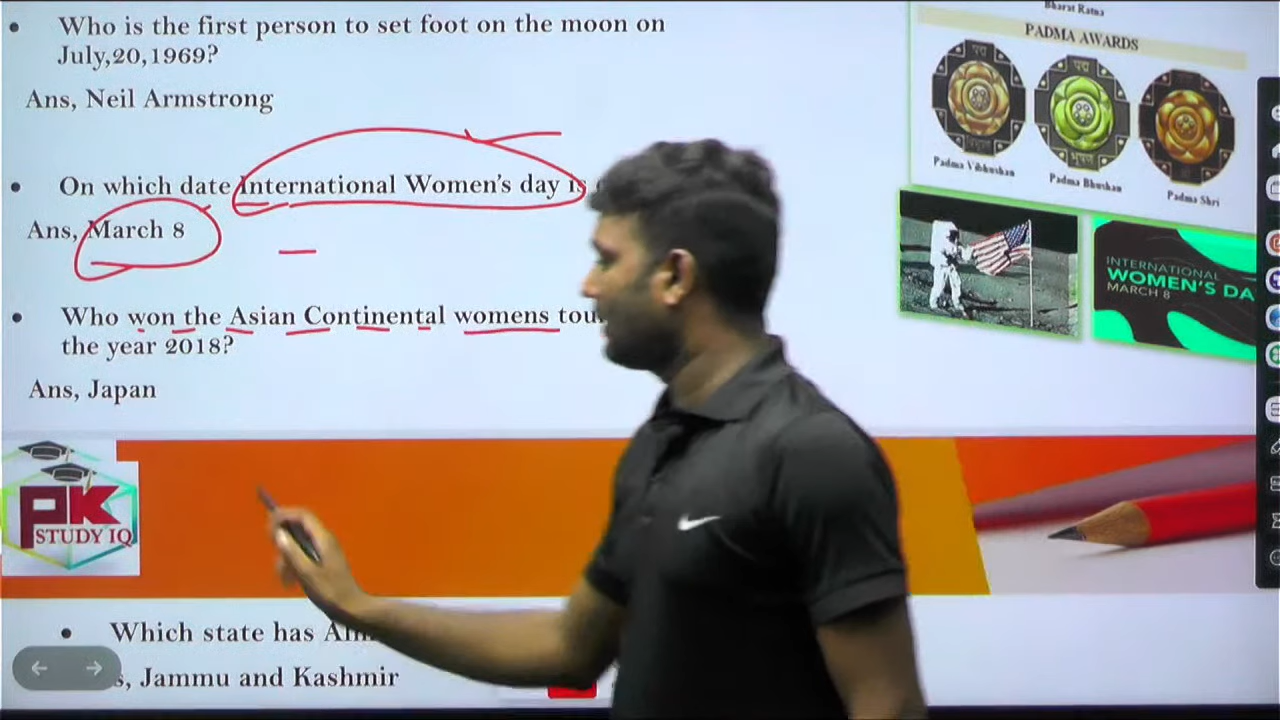 • Who is the first person to set foot on the moon on
July,20,1969?
Ans, Neil Armstrong
• On which date International Women's day is
Ans, March 8
• Who won the Asian Continental womens
the year 2018?
Ans, Japan
PK
STUDY IQ
• Which state has
Jammu and Kashmir
Bharat Ratna
PADMA AWARDS
Padma Vibhushan
Padma Bhushan
Padma Shri
INTERNATIONAL
WOMEN'S DA
MARCH 8